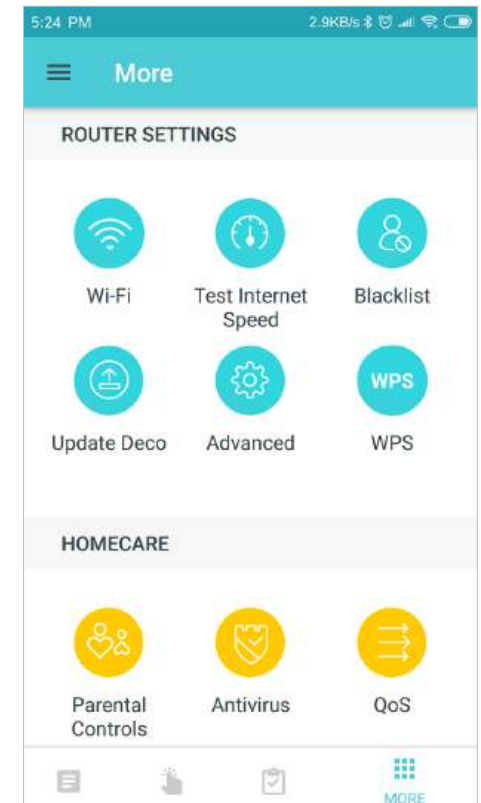 5:24 PM 2.9KB/s
More
ROUTER SETTINGS
Wi-Fi Test Internet Speed Blacklist
WPS
Update Deco Advanced WPS
HOMECARE
Parental Controls Antivirus QoS
MORE